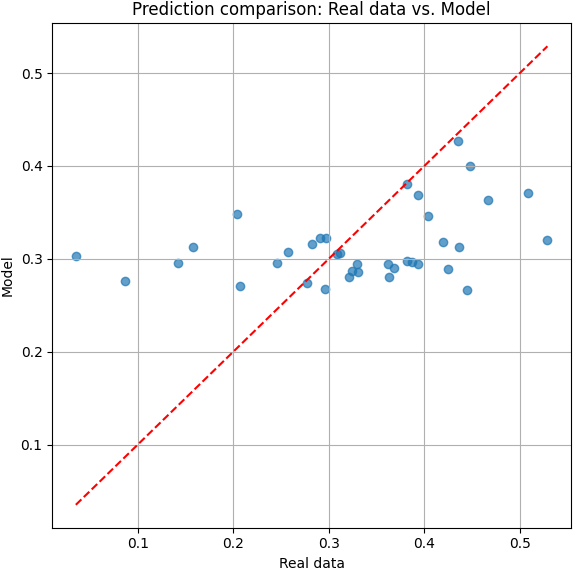 Prediction comparison: Real data vs. Model
0.5
0.4
0.3
0.2
0.1
Model
0.1 0.2 0.3 0.4 0.5
Real data